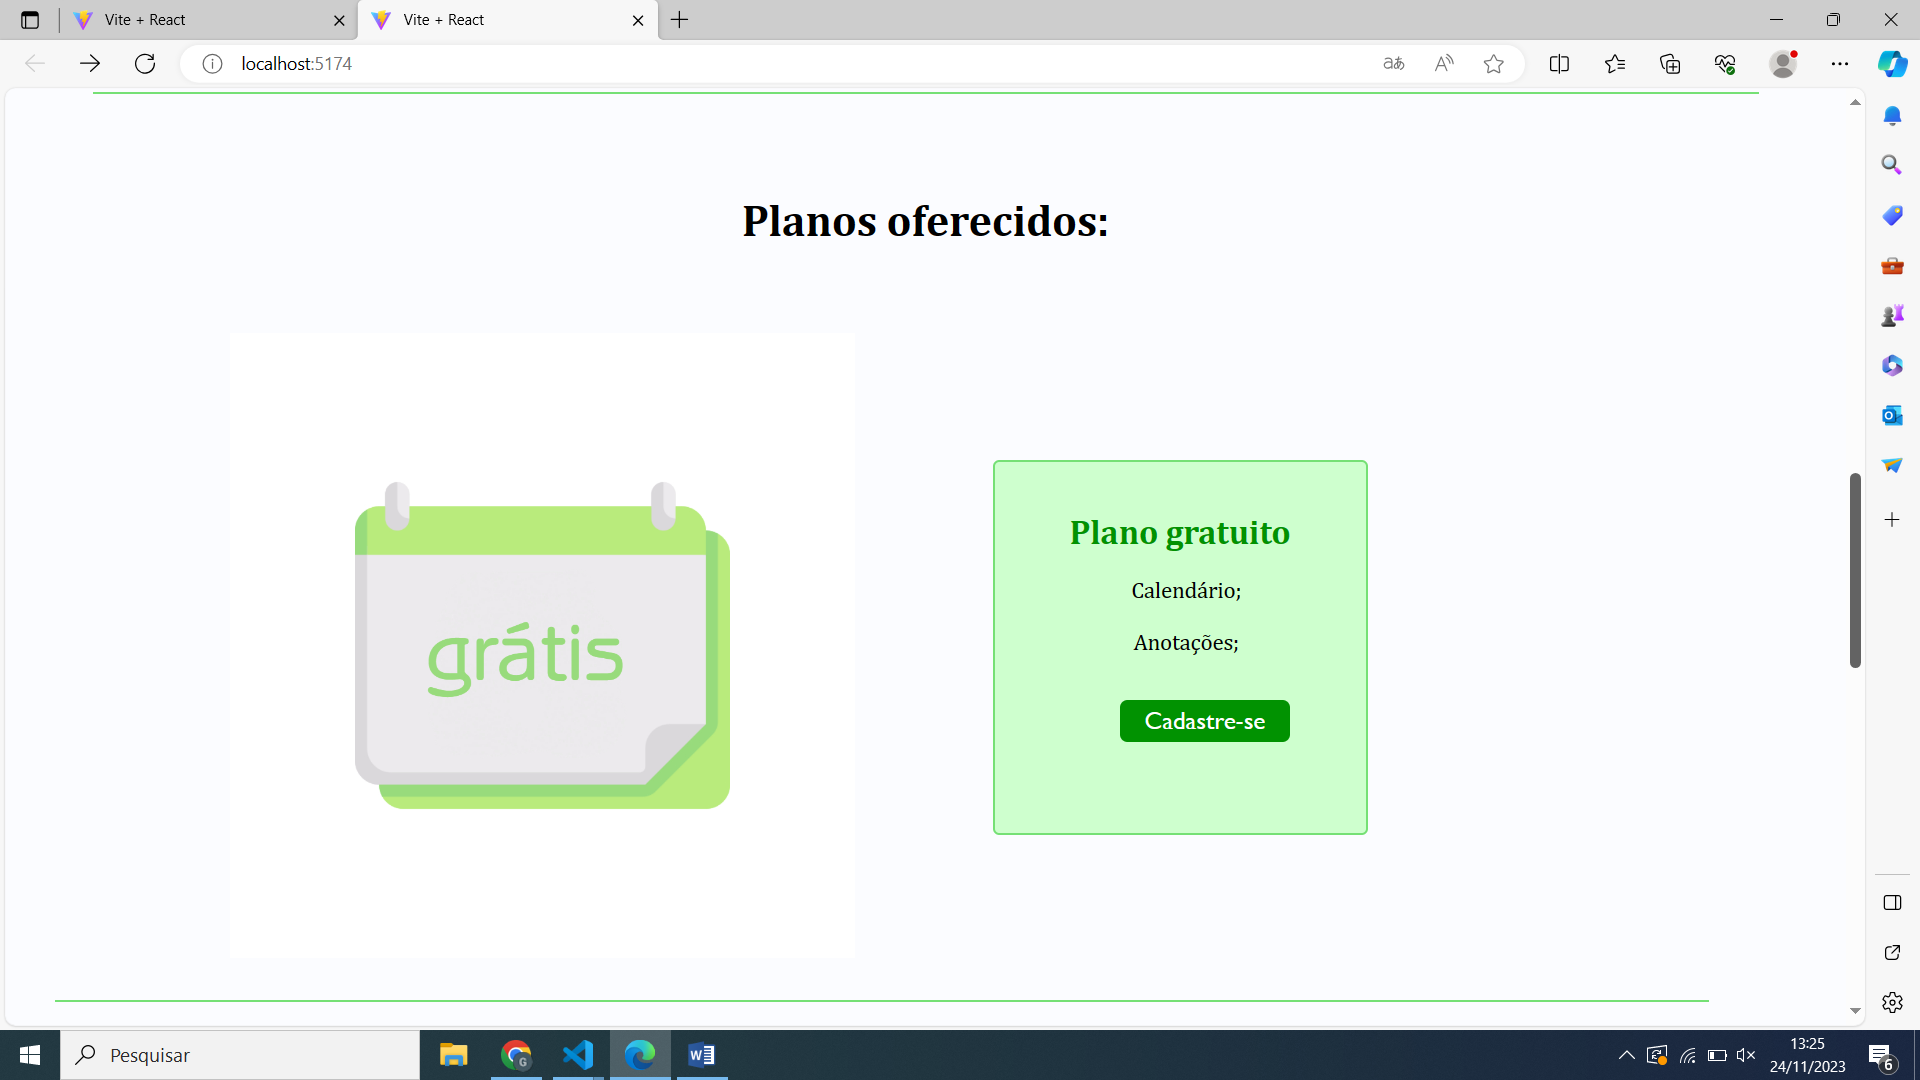 Vite + React
Vite + React
localhost:5174
Planos oferecidos:
grátis
Plano gratuito
Calendário;
Anotações;
Cadastre-se
Pesquisar
13:25
24/11/2023
6